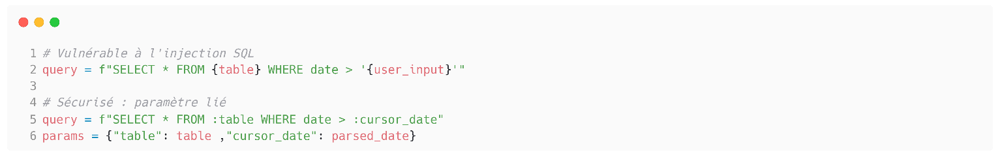 1 # Vulnérable à l'injection SQL
2 query = f"SELECT * FROM {table} WHERE date > '{user_input}'"
3
4 # Sécurisé : paramètre lié
5 query = f"SELECT * FROM :table WHERE date > :cursor_date"
6 params = {"table": table ,"cursor_date": parsed_date}